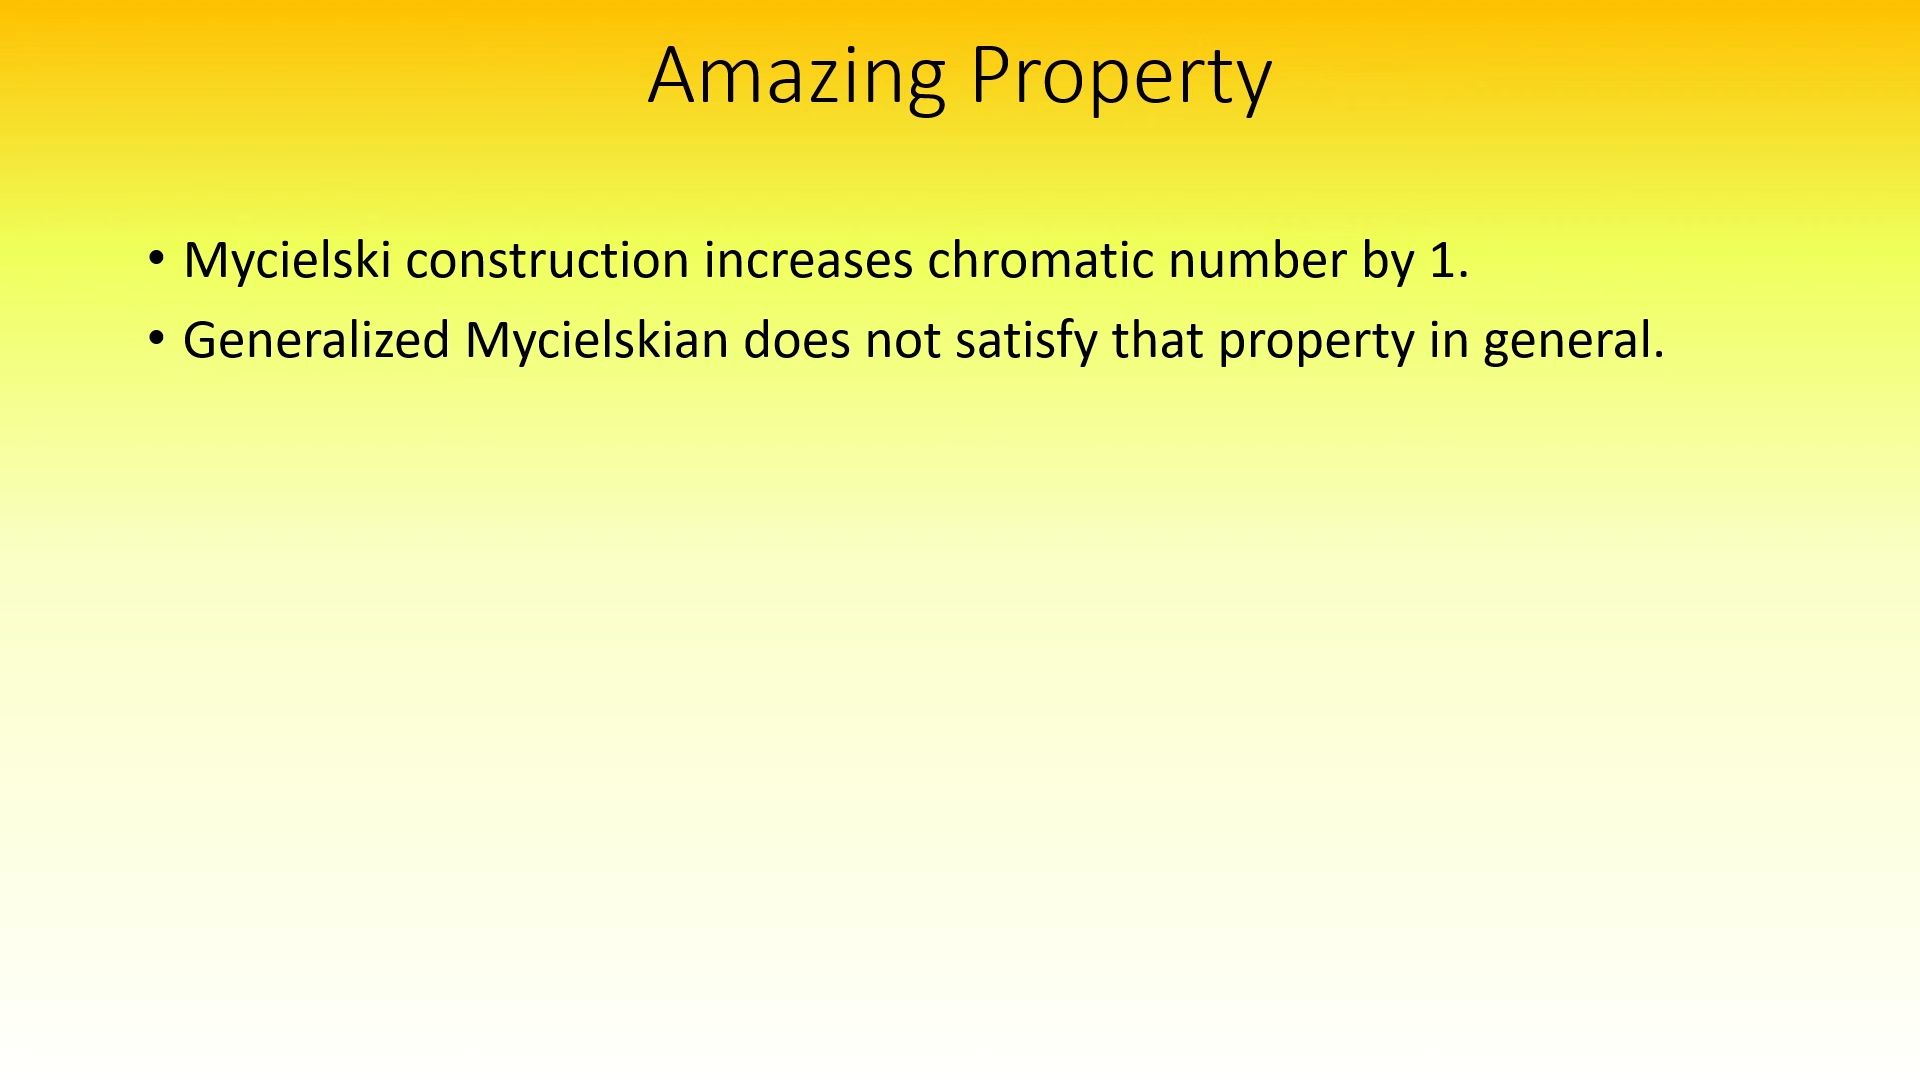 Amazing Property
• Mycielski construction increases chromatic number by 1.
• Generalized Mycielskian does not satisfy that property in general.